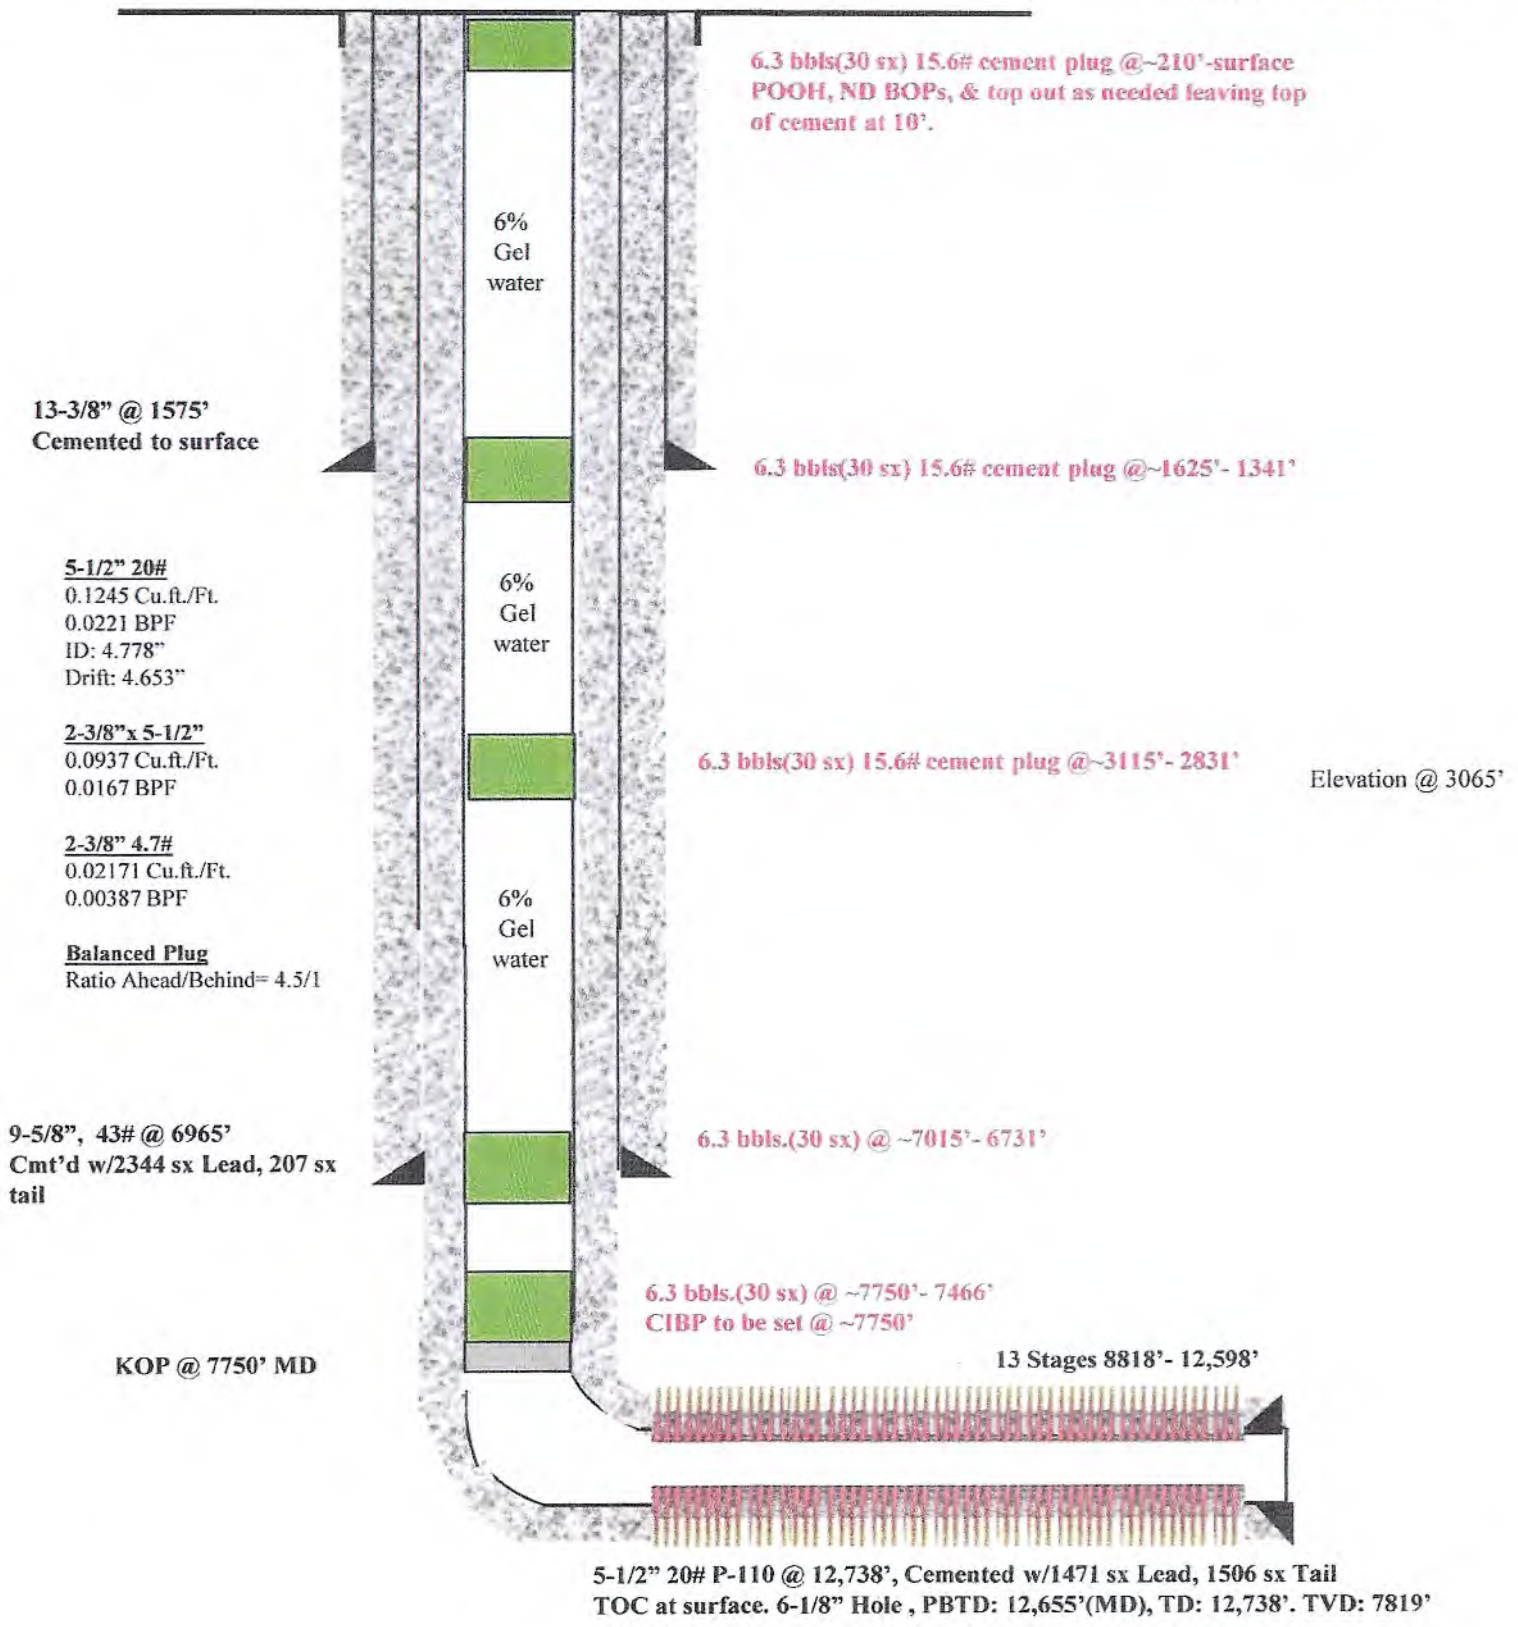 6.3 bbls(30 sx) 15.6# cement plug @~210'-surface
POOH, ND BOPs, & top out as needed leaving top
of cement at 10'.
6%
Gel
water
13-3/8” @ 1575’
Cemented to surface
6.3 bbls(30 sx) 15.6# cement plug @~1625'- 1341'
5-1/2” 20#
0.1245 Cu.ft./Ft.
0.0221 BPF
ID: 4.778”
Drift: 4.653”
6%
Gel
water
2-3/8”x 5-1/2”
0.0937 Cu.ft./Ft.
0.0167 BPF
6.3 bbls(30 sx) 15.6# cement plug @~3115'- 2831'
Elevation @ 3065’
2-3/8” 4.7#
0.02171 Cu.ft./Ft.
0.00387 BPF
6%
Gel
water
Balanced Plug
Ratio Ahead/Behind= 4.5/1
9-5/8”, 43# @ 6965’
Cmt’d w/2344 sx Lead, 207 sx
tail
6.3 bbls.(30 sx) @ ~7015'- 6731'
6.3 bbls.(30 sx) @ ~7750'- 7466'
CIBP to be set @ ~7750'
KOP @ 7750’ MD
13 Stages 8818’- 12,598’
5-1/2” 20# P-110 @ 12,738’, Cemented w/1471 sx Lead, 1506 sx Tail
TOC at surface. 6-1/8” Hole , PBTD: 12,655’(MD), TD: 12,738’. TVD: 7819’